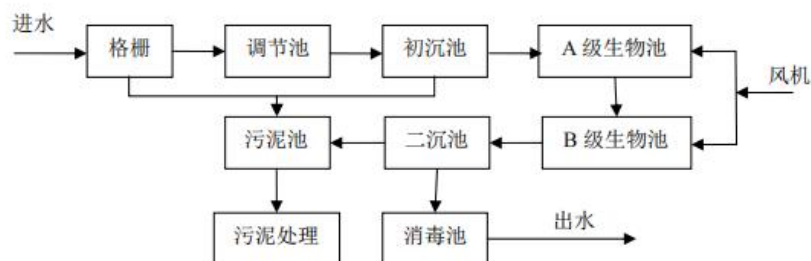 进水
格栅
调节池
初沉池
A 级生物池
风机
污泥池
二沉池
B 级生物池
污泥处理
消毒池
出水